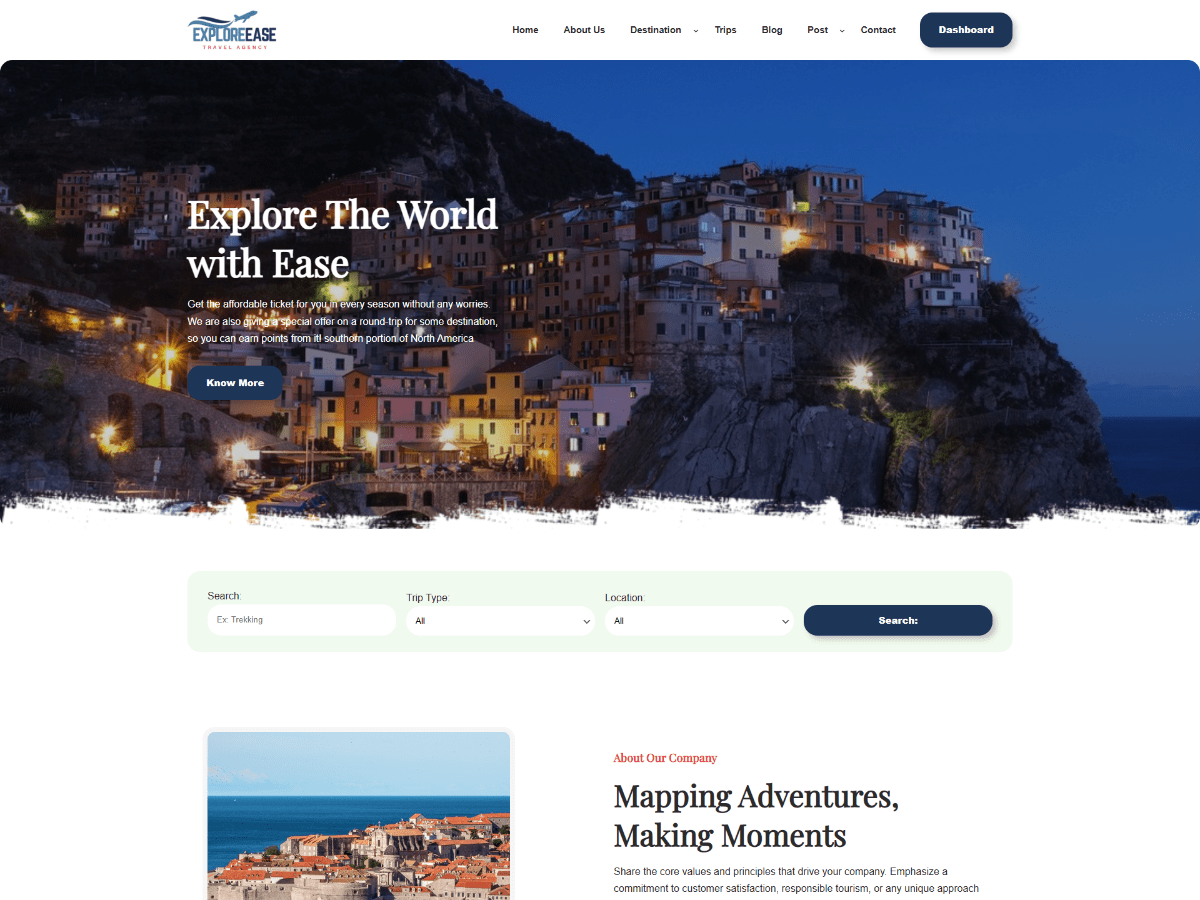 EXPLOREEASE
TRAVEL AGENCY
Home
About Us
Destination
Trips
Blog
Post
Contact
Dashboard
Explore The World
with Ease
Get the affordable ticket for you in every season without any worries.
We are also giving a special offer on a round-trip for some destination,
so you can earn points from it! southorn portion of North America
Know More
Search:
Ex: Trekking
Trip Type:
All
Location:
All
Search:
About Our Company
Mapping Adventures,
Making Moments
Share the core values and principles that drive your company. Emphasize a
commitment to customer satisfaction, responsible tourism, or any unique approach